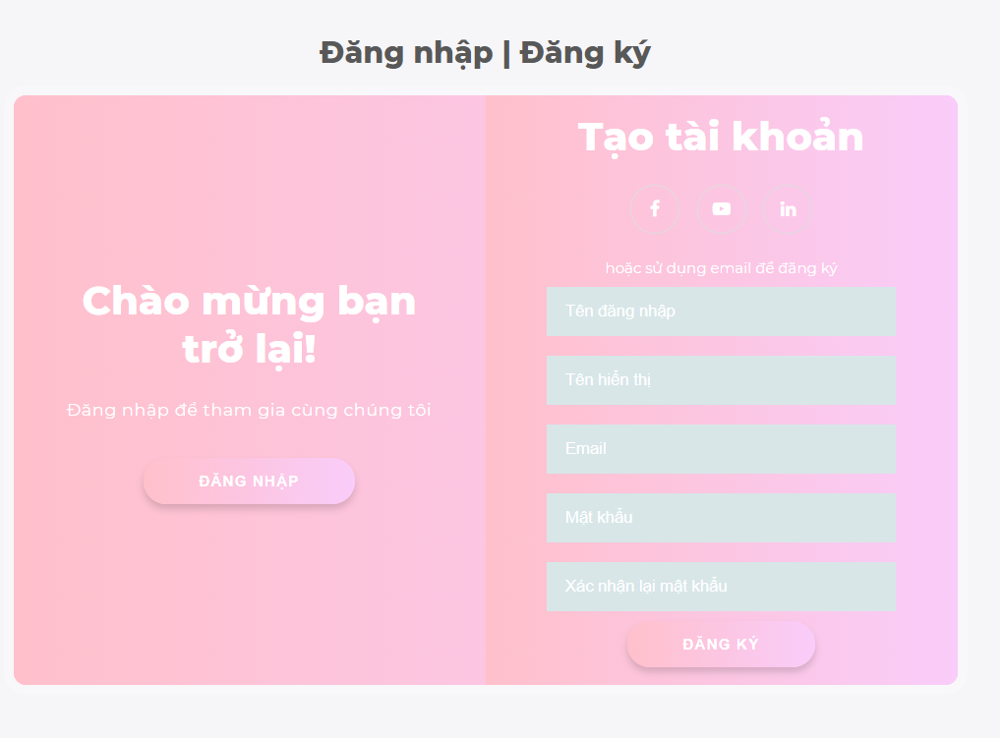 Đăng nhập | Đăng ký
Chào mừng bạn
trở lại!
Đăng nhập để tham gia cùng chúng tôi
ĐĂNG NHẬP
Tạo tài khoản
hoặc sử dụng email để đăng ký
Tên đăng nhập
Tên hiển thị
Email
Mật khẩu
Xác nhận lại mật khẩu
ĐĂNG KÝ